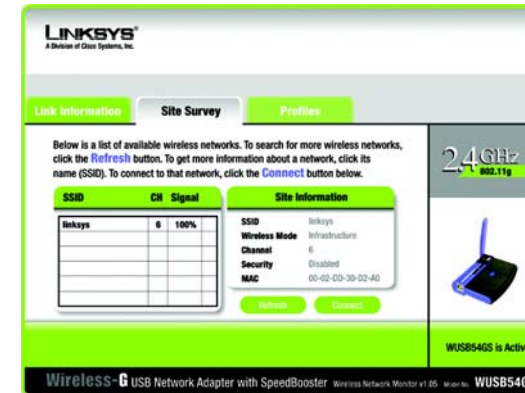 LINKSYS®
A Division of Cisco Systems, Inc.
Link Information Site Survey Profiles
Below is a list of available wireless networks. To search for more wireless networks,
click the Refresh button. To get more information about a network, click its
name (SSID). To connect to that network, click the Connect button below.
2.4GHz
802.11g
SSID CH Signal
linksys 6 100%
Site Information
SSID linksys
Wireless Mode Infrastructure
Channel 6
Security Disabled
MAC 00-02-DD-30-D2-A0
Refresh Connect
WUSB54GS is Activ
Wireless-G USB Network Adapter with SpeedBooster Wireless Network Monitor v1.05 Model No. WUSB54G